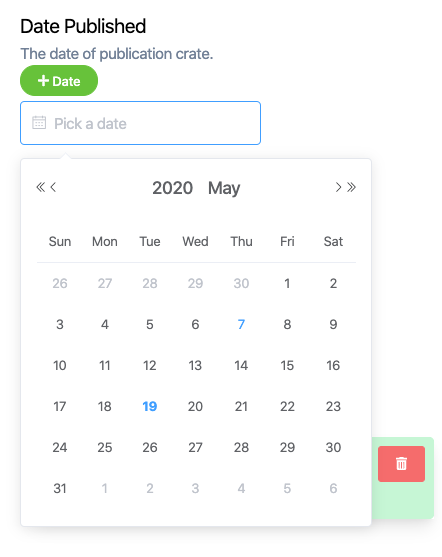 Date Published
The date of publication crate.
+ Date
Pick a date
2020 May
Sun Mon Tue Wed Thu Fri Sat
26 27 28 29 30 1 2
3 4 5 6 7 8 9
10 11 12 13 14 15 16
17 18 19 20 21 22 23
24 25 26 27 28 29 30
31 1 2 3 4 5 6